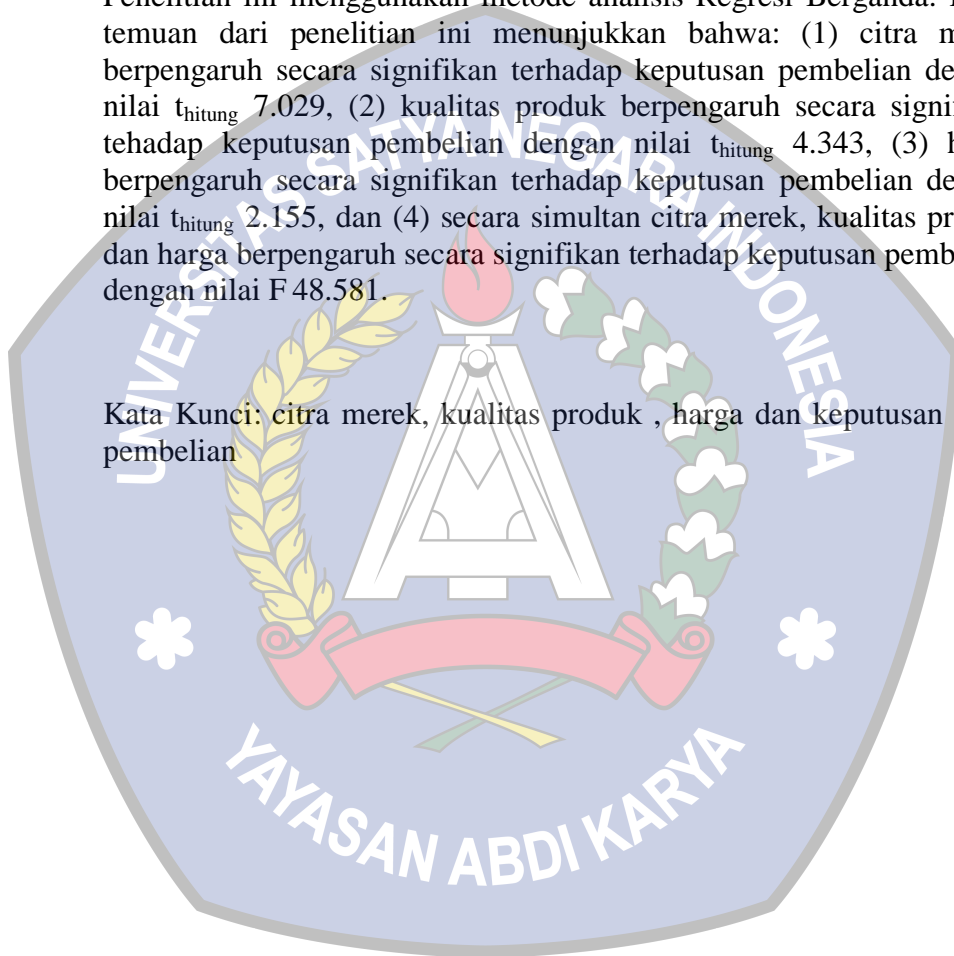 Penelitian ini menggunakan metode analisis Regresi Berganda.
temuan dari penelitian ini menunjukkan bahwa: (1) citra
berpengaruh secara signifikan terhadap keputusan pembelian
nilai thitung 7.029, (2) kualitas produk berpengaruh secara
tehadap keputusan pembelian dengan nilai thitung 4.343, (3)
berpengaruh secara signifikan terhadap keputusan pembelian
nilai thitung 2.155, dan (4) secara simultan citra merek, kualitas
dan harga berpengaruh secara signifikan terhadap keputusan
dengan nilai F 48.581.
Kata Kunci: citra merek, kualitas produk , harga dan keputusan
pembelian
UNIVERSITAS SATYA NEGARA INDONESIA
YAYASAN ABDI KARYA